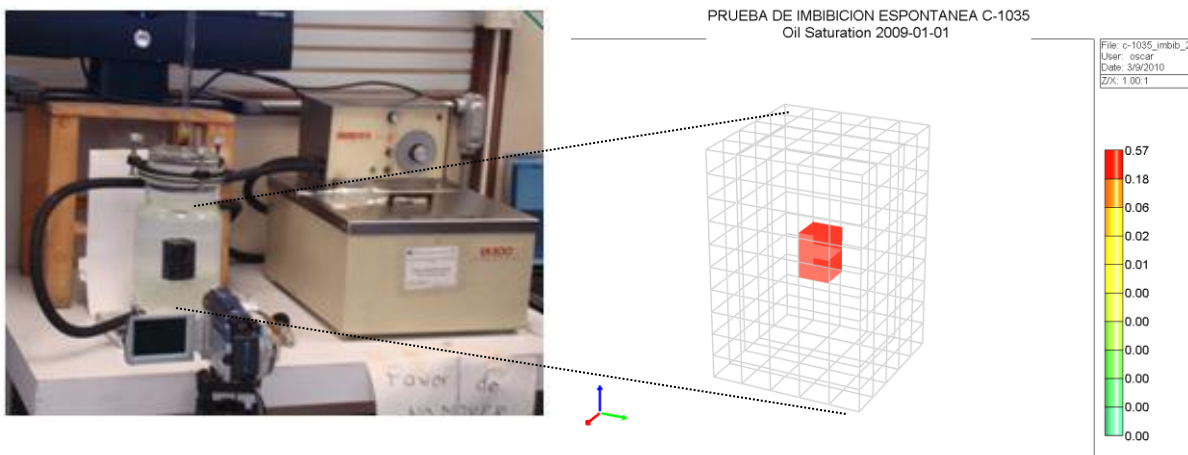 PRUEBA DE IMBIBICION ESPONTANEA C-1035
Oil Saturation 2009-01-01
File: c-1035_imbib_2
User: oscar
Date: 3/9/2010
Z/X: 1.00:1
0.57
0.18
0.06
0.02
0.01
0.00
0.00
0.00
0.00
0.00
0.00
Favor de